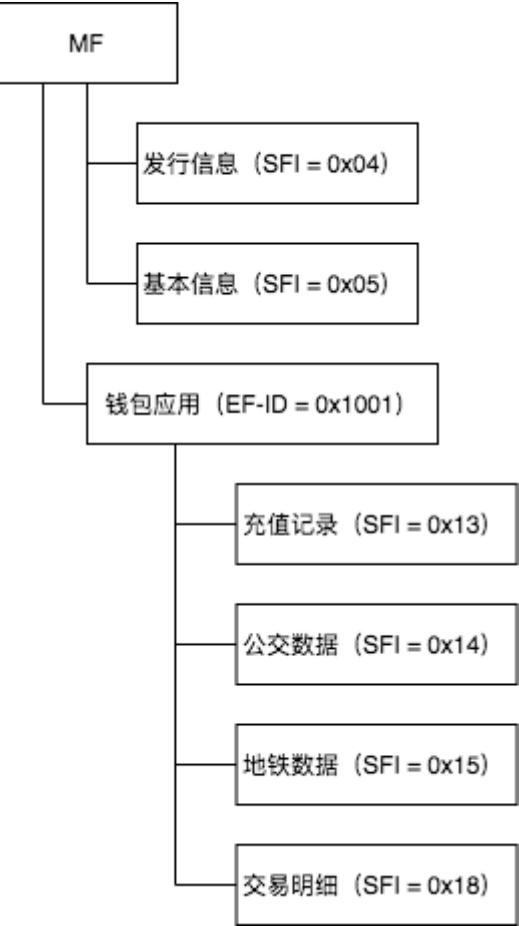 MF
发行信息（SFI = 0x04）
基本信息（SFI = 0x05）
钱包应用（EF-ID = 0x1001）
充值记录（SFI = 0x13）
公交数据（SFI = 0x14）
地铁数据（SFI = 0x15）
交易明细（SFI = 0x18）